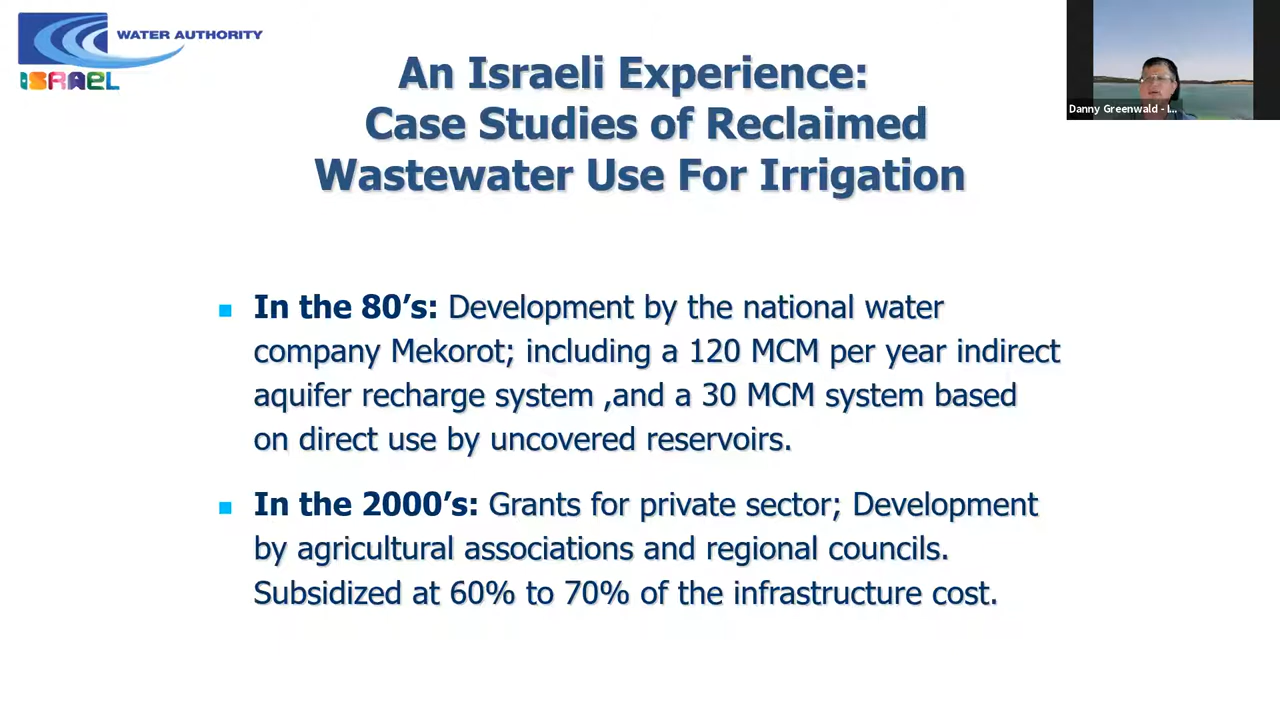 WATER AUTHORITY
ISRAEL
An Israeli Experience:
Case Studies of Reclaimed
Wastewater Use For Irrigation
Danny Greenwald - I...
■ In the 80’s: Development by the national water
company Mekorot; including a 120 MCM per year indirect
aquifer recharge system ,and a 30 MCM system based
on direct use by uncovered reservoirs.
■ In the 2000’s: Grants for private sector; Development
by agricultural associations and regional councils.
Subsidized at 60% to 70% of the infrastructure cost.